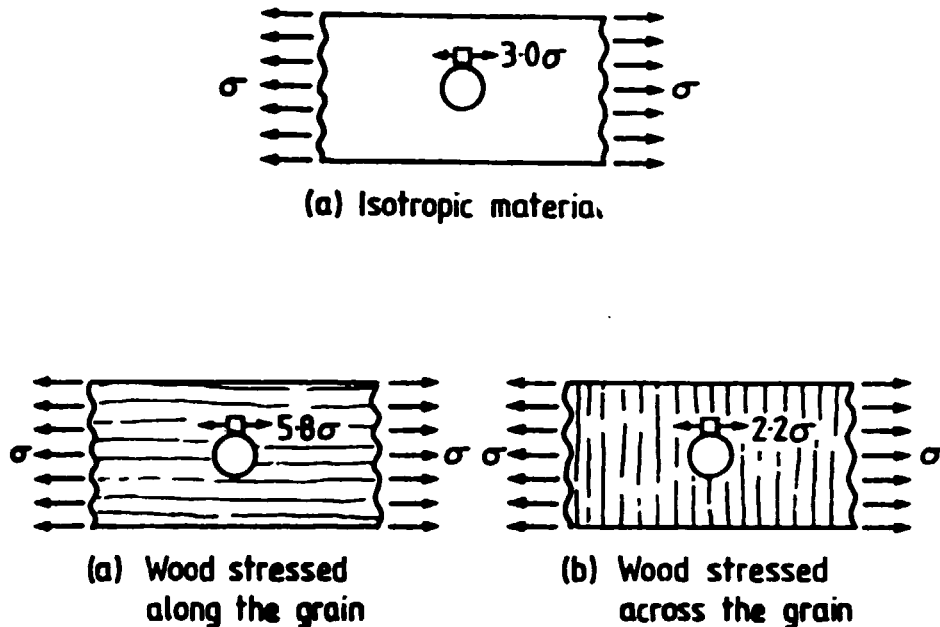 3·0σ
σ
σ
(a) Isotropic materia
5·8σ
2·2σ
σ
σ
σ
σ
(a) Wood stressed
along the grain
(b) Wood stressed
across the grain